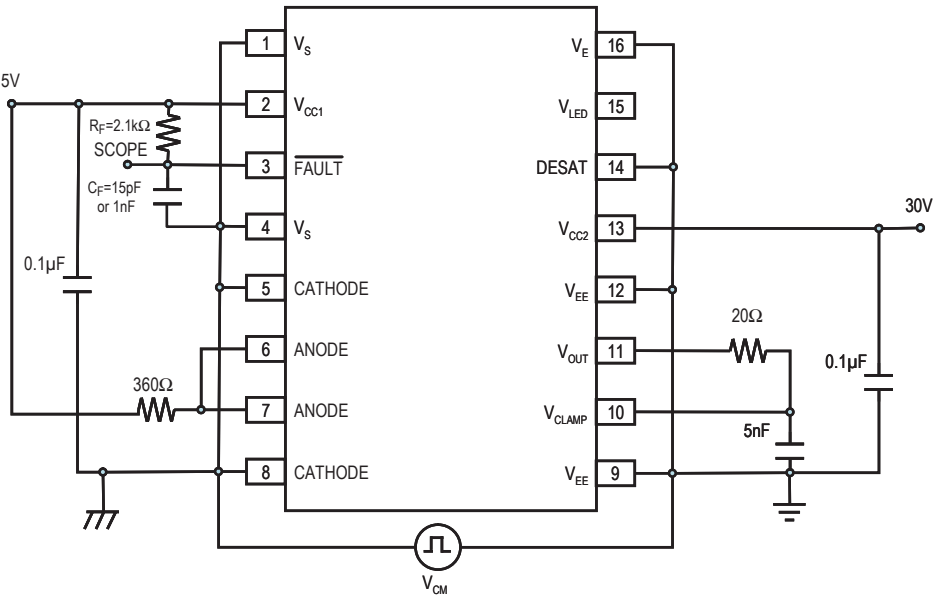 1 V_S
2 V_CC1
3 FAULT
4 V_S
5 CATHODE
6 ANODE
7 ANODE
8 CATHODE
V_E 16
V_LED 15
DESAT 14
V_CC2 13
V_EE 12
V_OUT 11
V_CLAMP 10
V_EE 9
5V
R_F=2.1kΩ
SCOPE
C_F=15pF
or 1nF
0.1µF
360Ω
30V
20Ω
0.1µF
5nF
V_CM